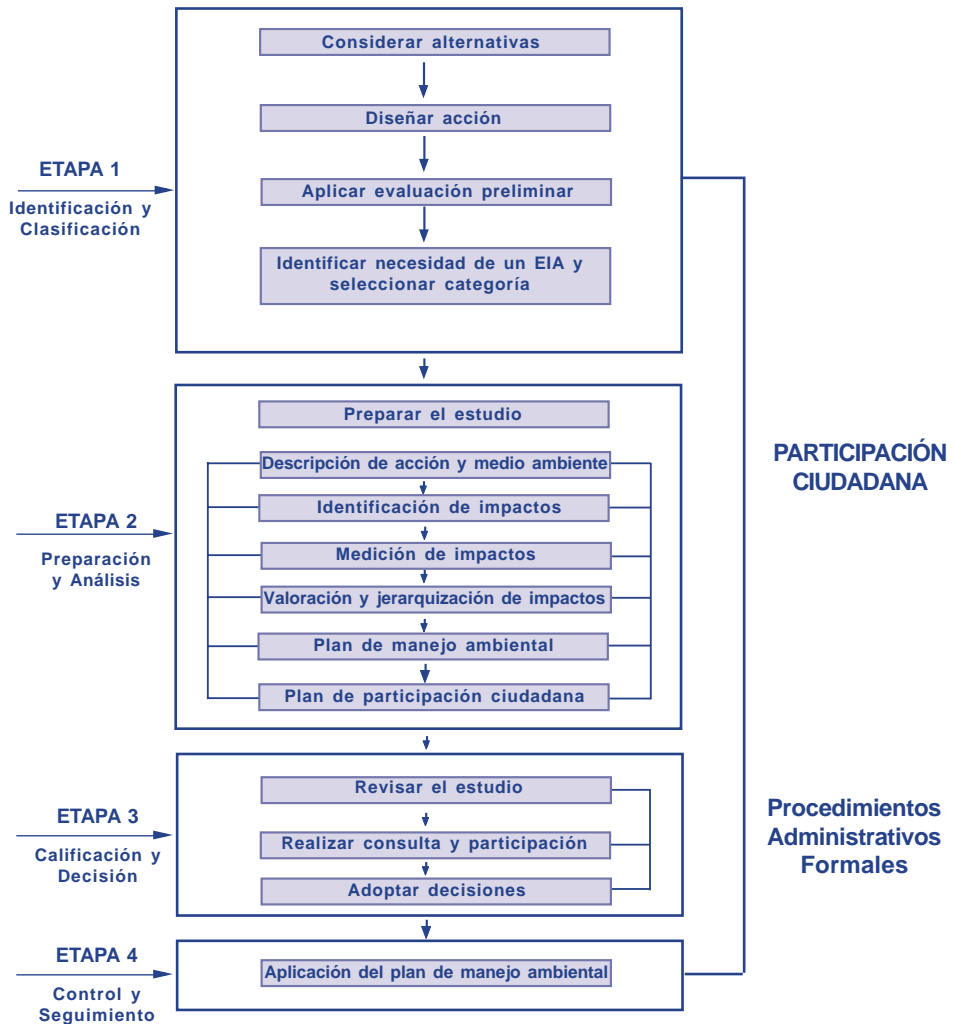 Considerar alternativas
Diseñar acción
ETAPA 1
Identificación y
Clasificación
Aplicar evaluación preliminar
Identificar necesidad de un EIA y
seleccionar categoría
Preparar el estudio
Descripción de acción y medio ambiente
Identificación de impactos
ETAPA 2
Preparación
y Análisis
Medición de impactos
Valoración y jerarquización de impactos
Plan de manejo ambiental
Plan de participación ciudadana
PARTICIPACIÓN
CIUDADANA
Revisar el estudio
ETAPA 3
Calificación y
Decisión
Realizar consulta y participación
Adoptar decisiones
Procedimientos
Administrativos
Formales
ETAPA 4
Control y
Seguimiento
Aplicación del plan de manejo ambiental